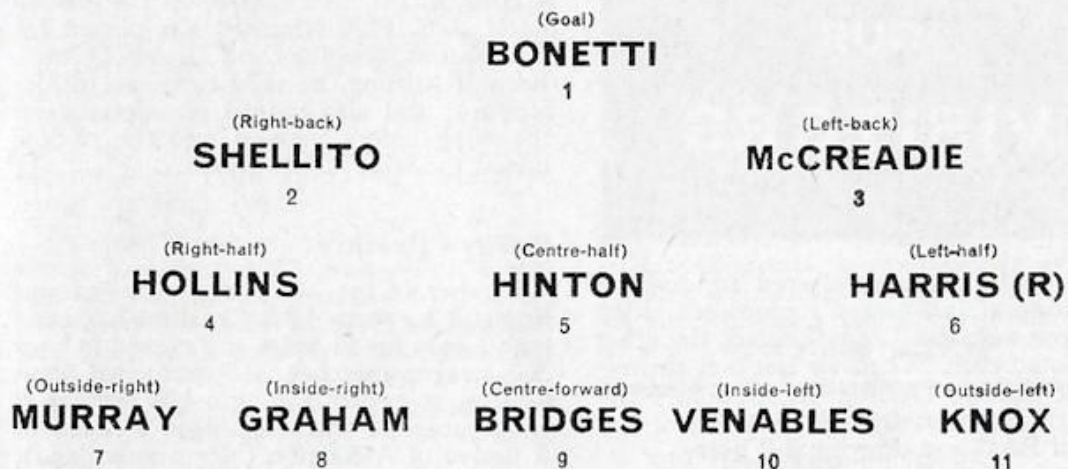 (Goal)
BONETTI
1
(Right-back) (Left-back)
SHELLITO McCREADIE
2 3
(Right-half) (Centre-half) (Left-half)
HOLLINS HINTON HARRIS (R)
4 5 6
(Outside-right) (Inside-right) (Centre-forward) (Inside-left) (Outside-left)
MURRAY GRAHAM BRIDGES VENABLES KNOX
7 8 9 10 11